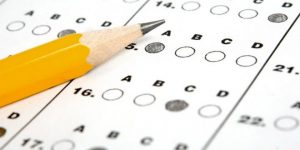 A B C D
14.
C D
A B C D
5.
21.
A B C D
16.
22.
A B C D
17